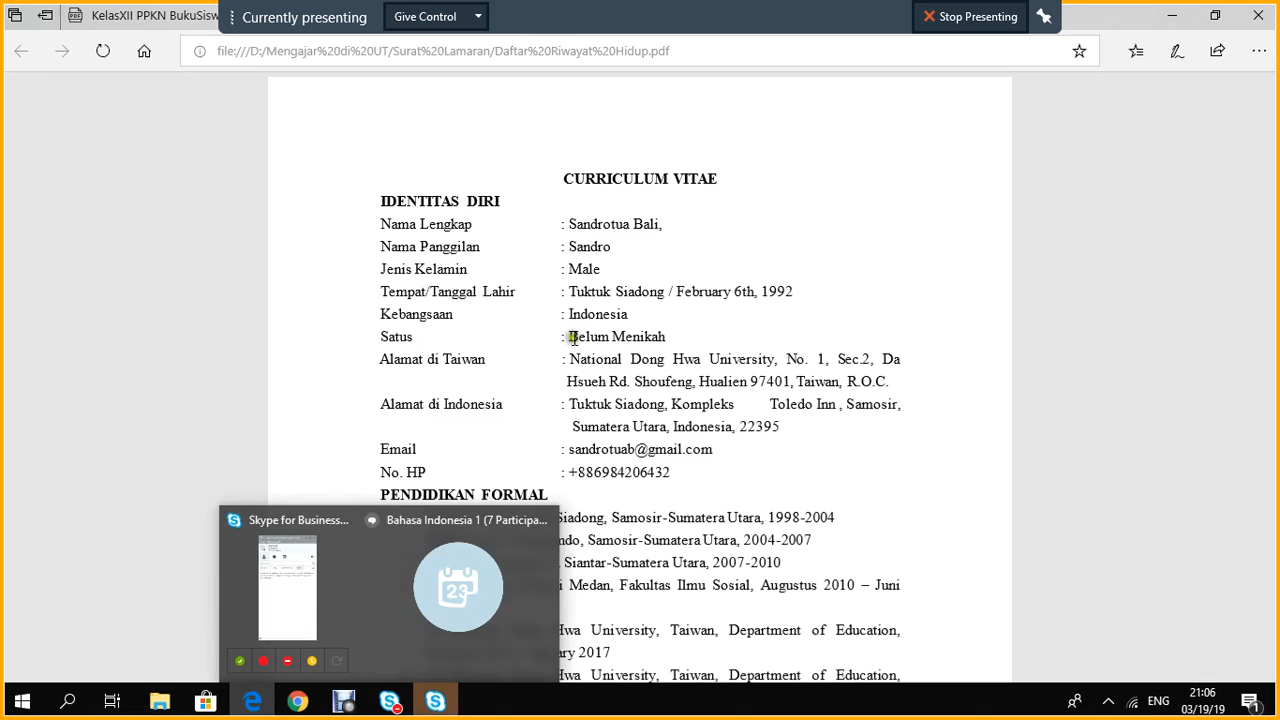 KelasXII PPKN BukuSisw
Currently presenting
Give Control
Stop Presenting
file:///D:/Mengajar%20di%20UT/Surat%20Lamaran/Daftar%20Riwayat%20Hidup.pdf
CURRICULUM VITAE
IDENTITAS DIRI
Nama Lengkap : Sandrotua Bali,
Nama Panggilan : Sandro
Jenis Kelamin : Male
Tempat/Tanggal Lahir : Tuktuk Siadong / February 6th, 1992
Kebangsaan : Indonesia
Satus : Belum Menikah
Alamat di Taiwan : National Dong Hwa University, No. 1, Sec.2, Da
Hsueh Rd. Shoufeng, Hualien 97401, Taiwan, R.O.C.
Alamat di Indonesia : Tuktuk Siadong, Kompleks Toledo Inn , Samosir,
Sumatera Utara, Indonesia, 22395
Email : sandrotuab@gmail.com
No. HP : +886984206432
PENDIDIKAN FORMAL
Siadong, Samosir-Sumatera Utara, 1998-2004
ndo, Samosir-Sumatera Utara, 2004-2007
Siantar-Sumatera Utara, 2007-2010
Medan, Fakultas Ilmu Sosial, Augustus 2010 – Juni
Hwa University, Taiwan, Department of Education,
2017
Hwa University, Taiwan, Department of Education,
Skype for Business...
Bahasa Indonesia 1 (7 Participa...
23
ENG
21:06
03/19/19
1